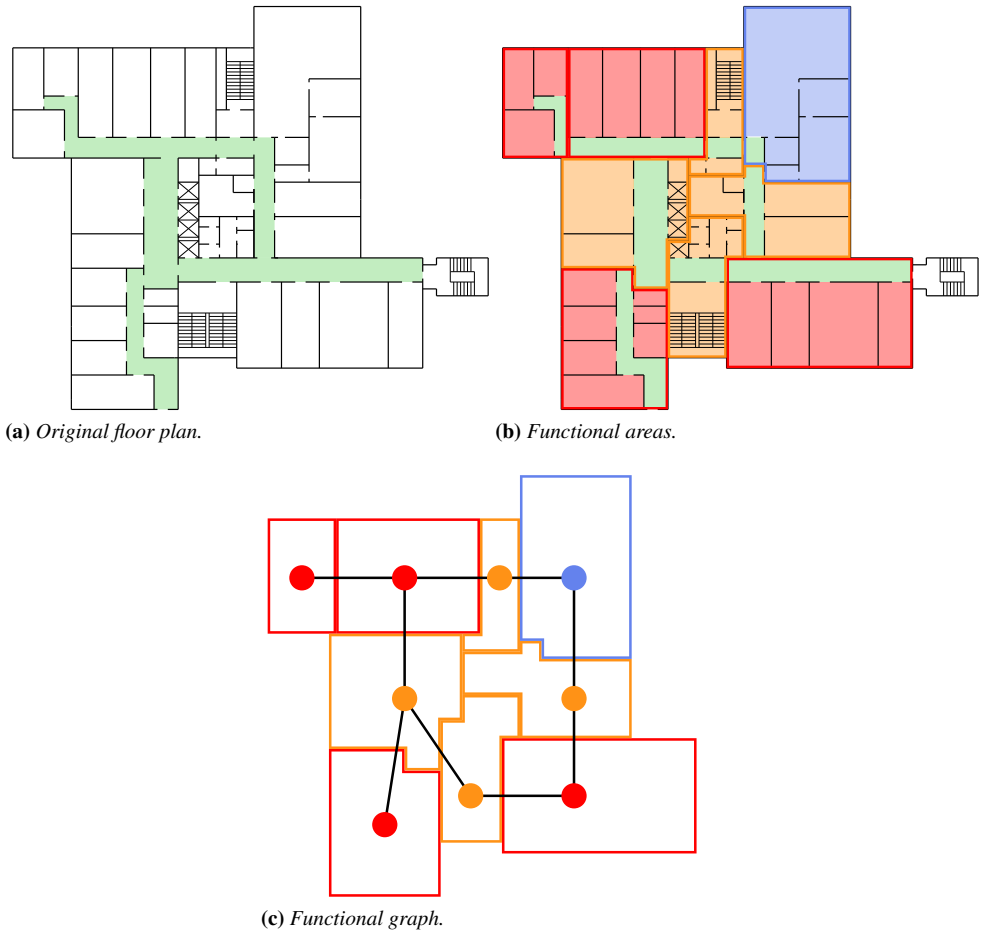 (a) Original floor plan.
(b) Functional areas.
(c) Functional graph.